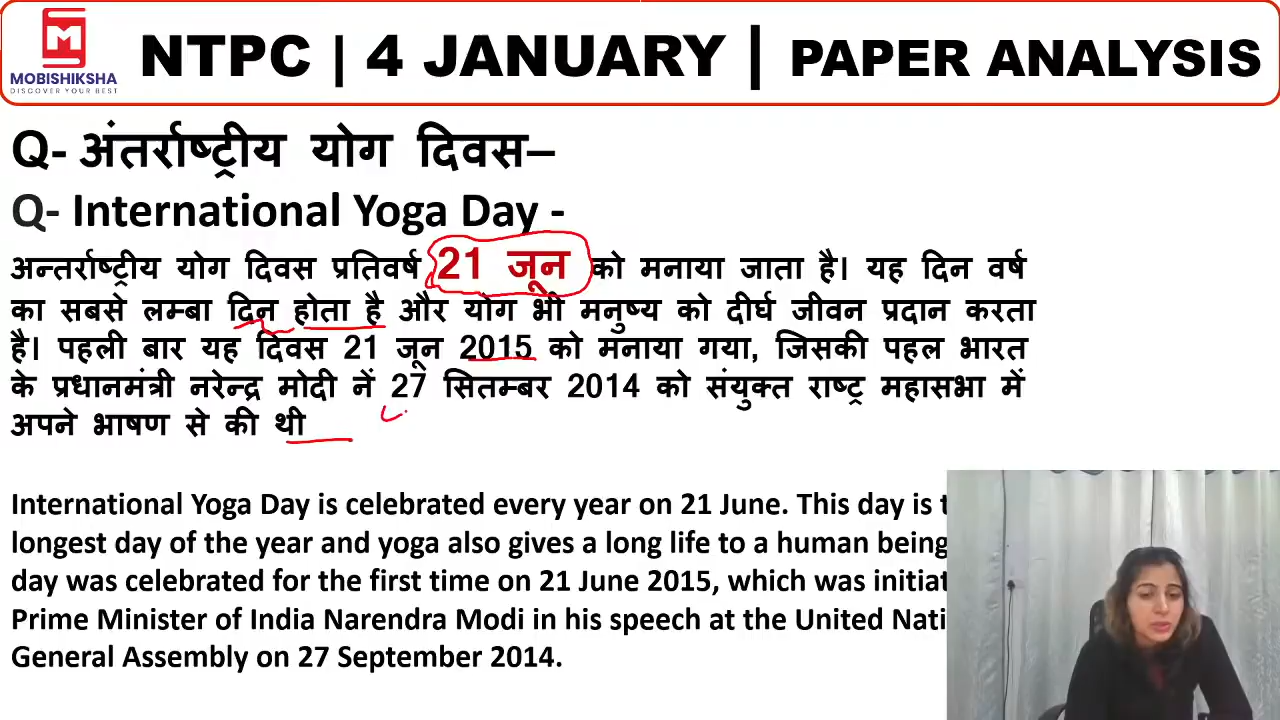 M
MOBISHIKSHA
DISCOVER YOUR BEST
NTPC | 4 JANUARY | PAPER ANALYSIS
Q- अंतर्राष्ट्रीय योग दिवस–
Q- International Yoga Day -
अन्तर्राष्ट्रीय योग दिवस प्रतिवर्ष 21 जून को मनाया जाता है। यह दिन वर्ष
का सबसे लम्बा दिन होता है और योग भी मनुष्य को दीर्घ जीवन प्रदान करता
है। पहली बार यह दिवस 21 जून 2015 को मनाया गया, जिसकी पहल भारत
के प्रधानमंत्री नरेन्द्र मोदी नें 27 सितम्बर 2014 को संयुक्त राष्ट्र महासभा में
अपने भाषण से की थी
International Yoga Day is celebrated every year on 21 June. This day is
longest day of the year and yoga also gives a long life to a human being
day was celebrated for the first time on 21 June 2015, which was
Prime Minister of India Narendra Modi in his speech at the United
General Assembly on 27 September 2014.